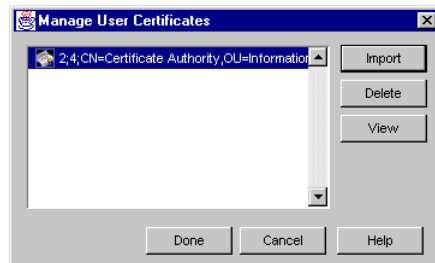 Manage User Certificates
2;4;CN=Certificate Authority,OU=Information
Import
Delete
View
Done
Cancel
Help